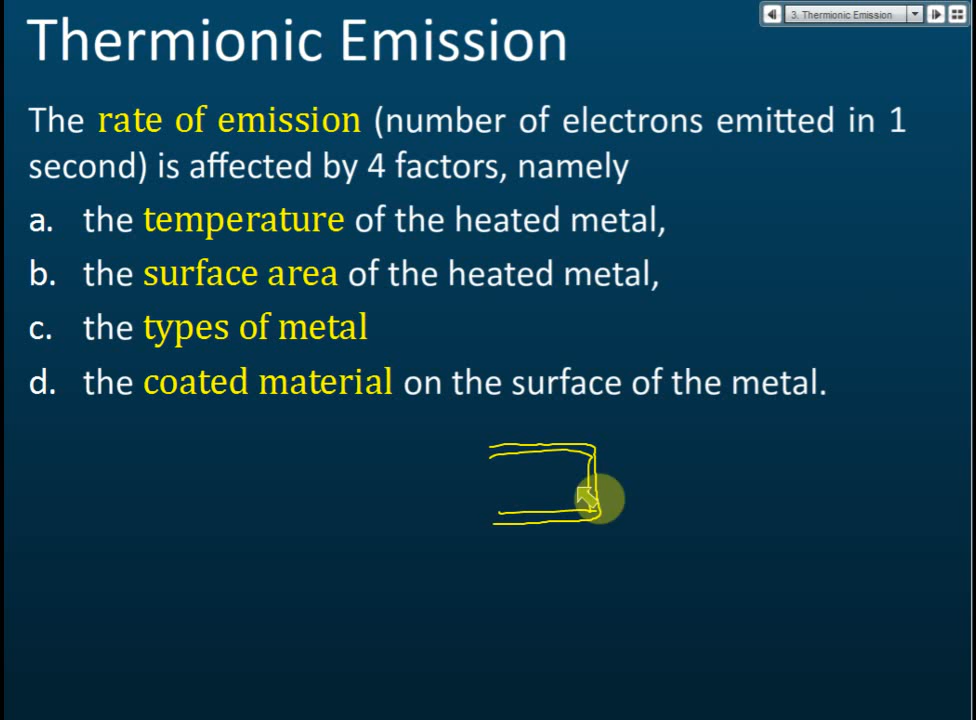 3. Thermionic Emission
Thermionic Emission
The rate of emission (number of electrons emitted in 1
second) is affected by 4 factors, namely
a. the temperature of the heated metal,
b. the surface area of the heated metal,
c. the types of metal
d. the coated material on the surface of the metal.